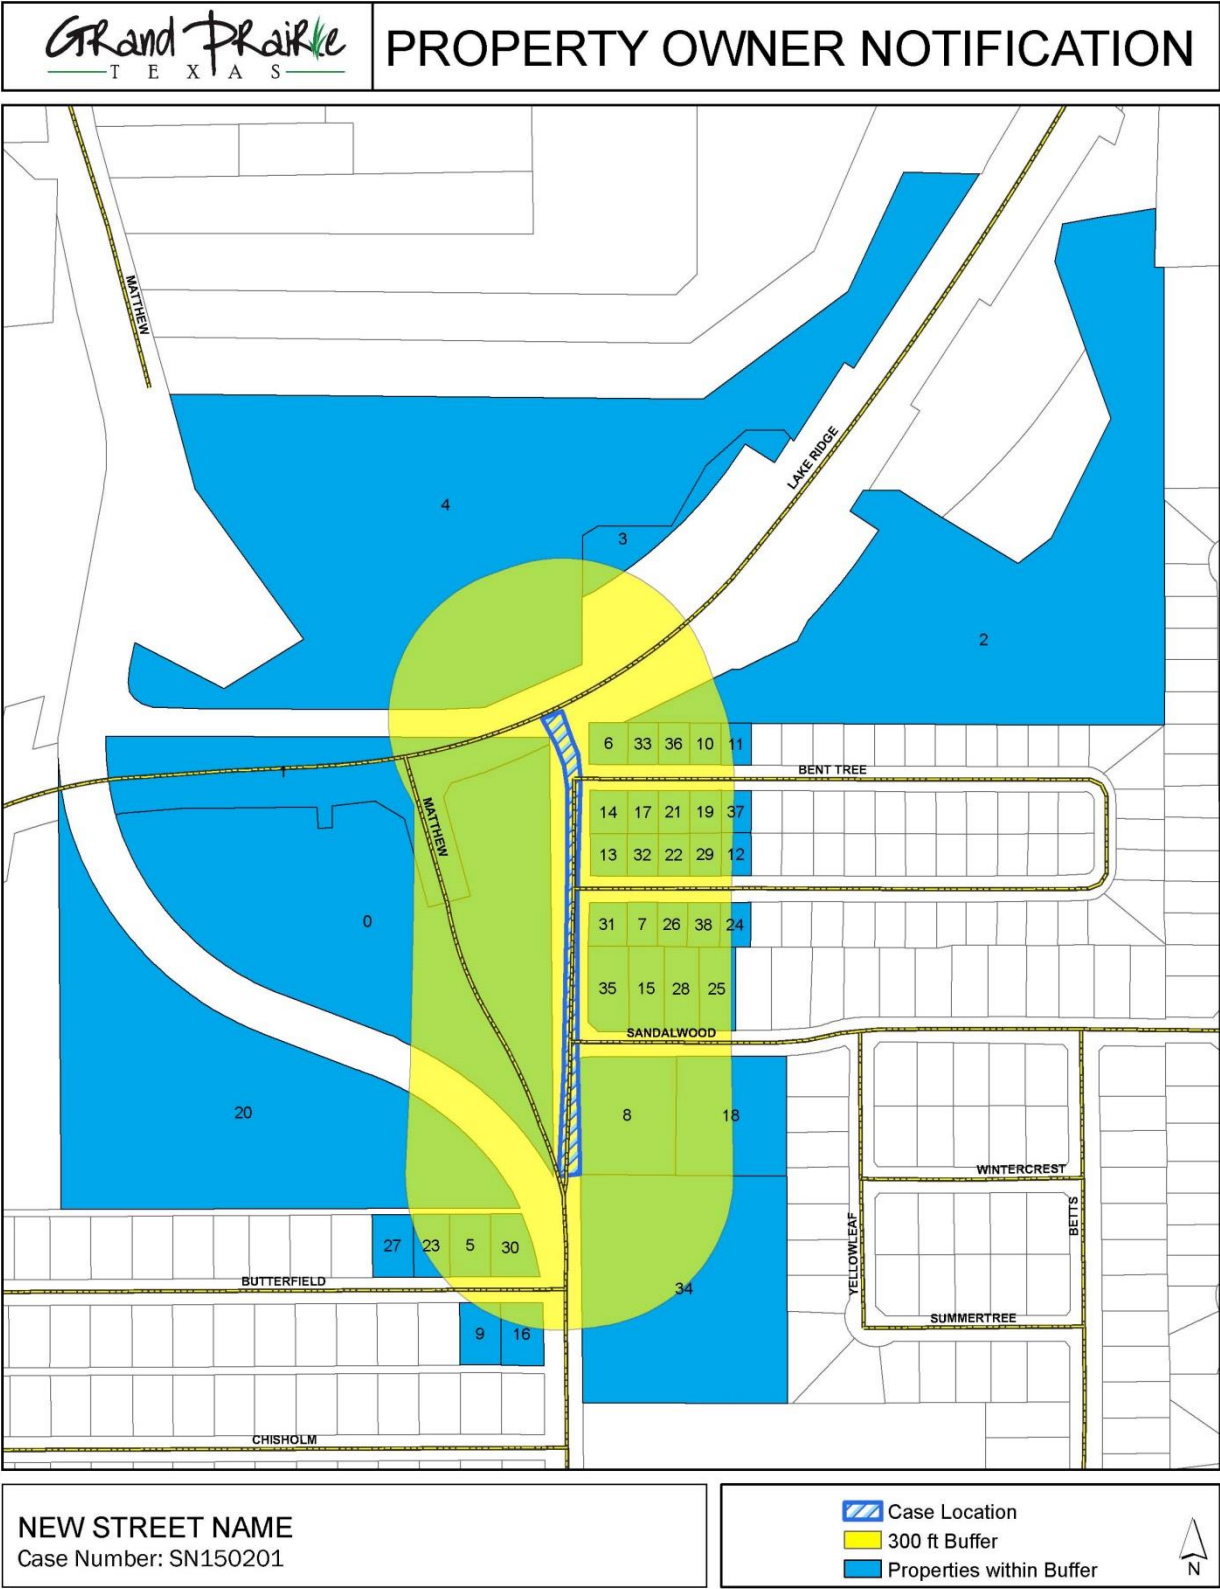 GRand PRaiRie
TEXAS
PROPERTY OWNER NOTIFICATION
MATTHEW
LAKE RIDGE
4
3
2
6 33 36 10 11
BENT TREE
1
MATTHEW
14 17 21 19 37
13 32 22 29 12
0
31 7 26 38 24
35 15 28 25
SANDALWOOD
20
8 18
WINTERCREST
BETTS
YELLOWLEAF
27 23 5 30
BUTTERFIELD
34
SUMMERTREE
9 16
CHISHOLM
NEW STREET NAME
Case Number: SN150201
Case Location
300 ft Buffer
Properties within Buffer
N